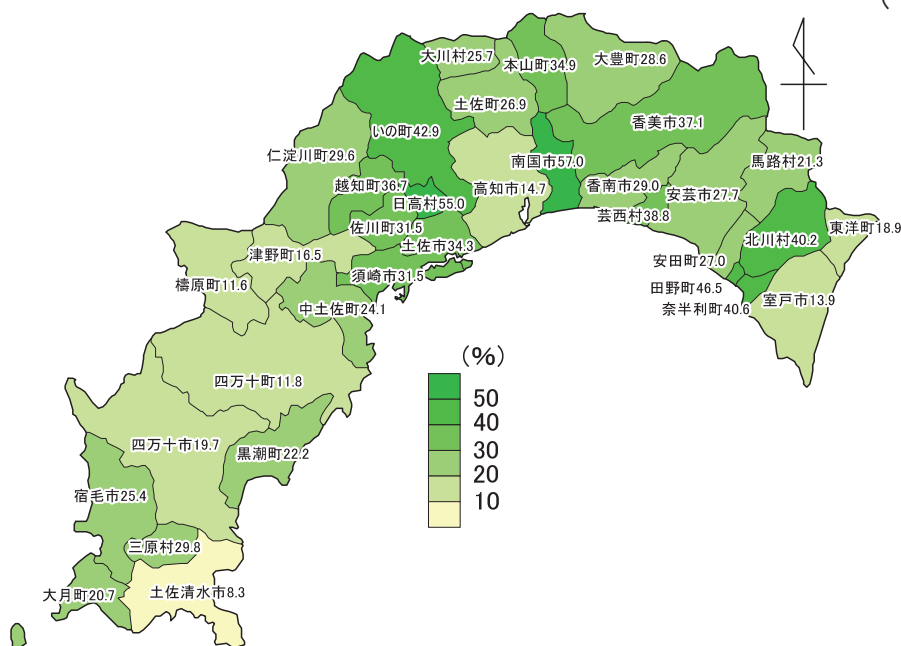 大川村25.7
本山町34.9
大豊町28.6
土佐町26.9
いの町42.9
香美市37.1
仁淀川町29.6
南国市57.0
馬路村21.3
越知町36.7
高知市14.7
香南市29.0
安芸市27.7
日高村55.0
芸西村38.8
佐川町31.5
東洋町18.9
土佐市34.3
北川村40.2
津野町16.5
安田町27.0
須崎市31.5
檮原町11.6
田野町46.5
室戸市13.9
中土佐町24.1
奈半利町40.6
(%)
50
40
30
20
10
四万十町11.8
四万十市19.7
黒潮町22.2
宿毛市25.4
三原村29.8
大月町20.7
土佐清水市8.3